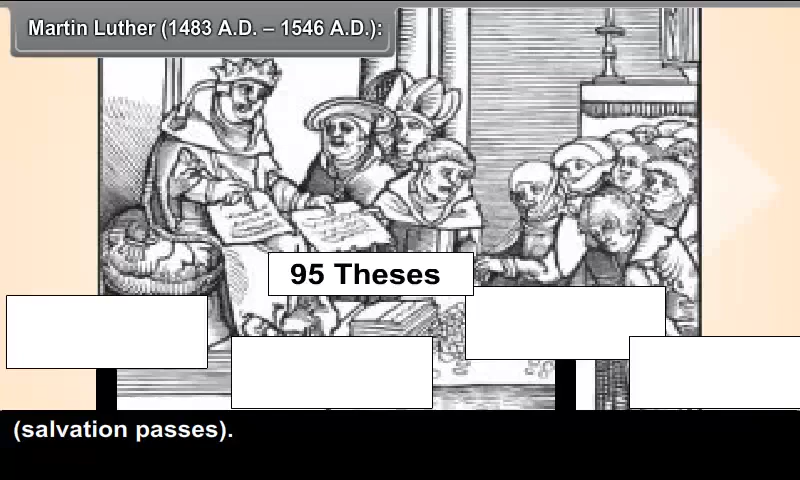 Martin Luther (1483 A.D. – 1546 A.D.):
95 Theses
(salvation passes).